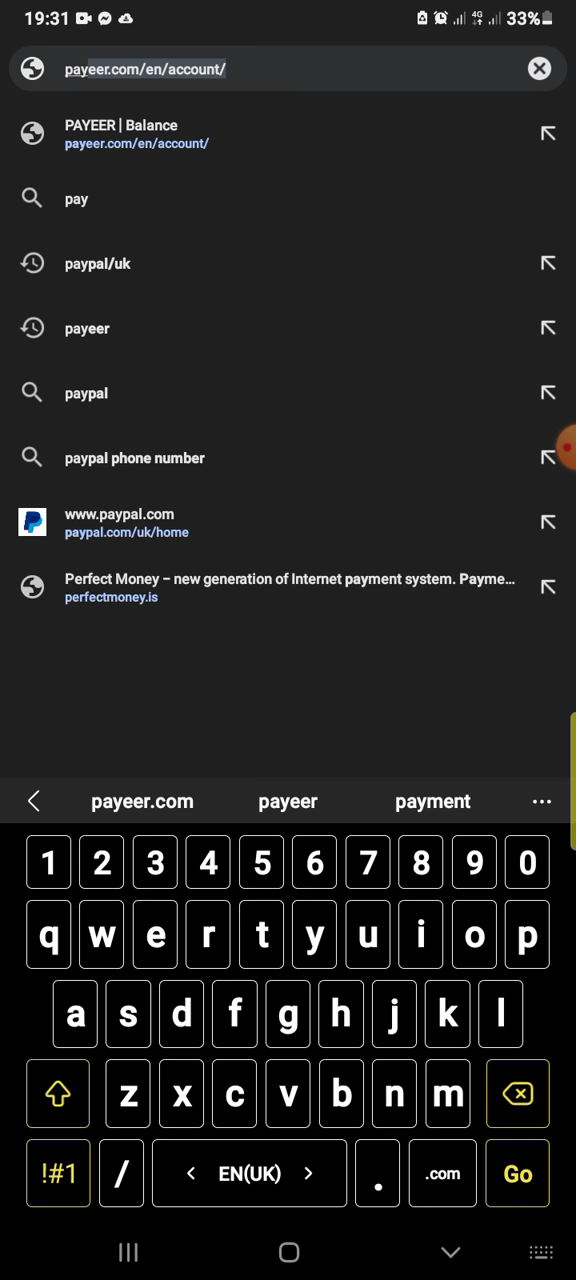 19:31 4G 33%
payeer.com/en/account/
PAYEER | Balance
payeer.com/en/account/
pay
paypal/uk
payeer
paypal
paypal phone number
www.paypal.com
paypal.com/uk/home
Perfect Money – new generation of Internet payment system. Payme...
perfectmoney.is
payeer.com payeer payment
1 2 3 4 5 6 7 8 9 0
q w e r t y u i o p
a s d f g h j k l
z x c v b n m
!#1 / < EN(UK) > . .com Go